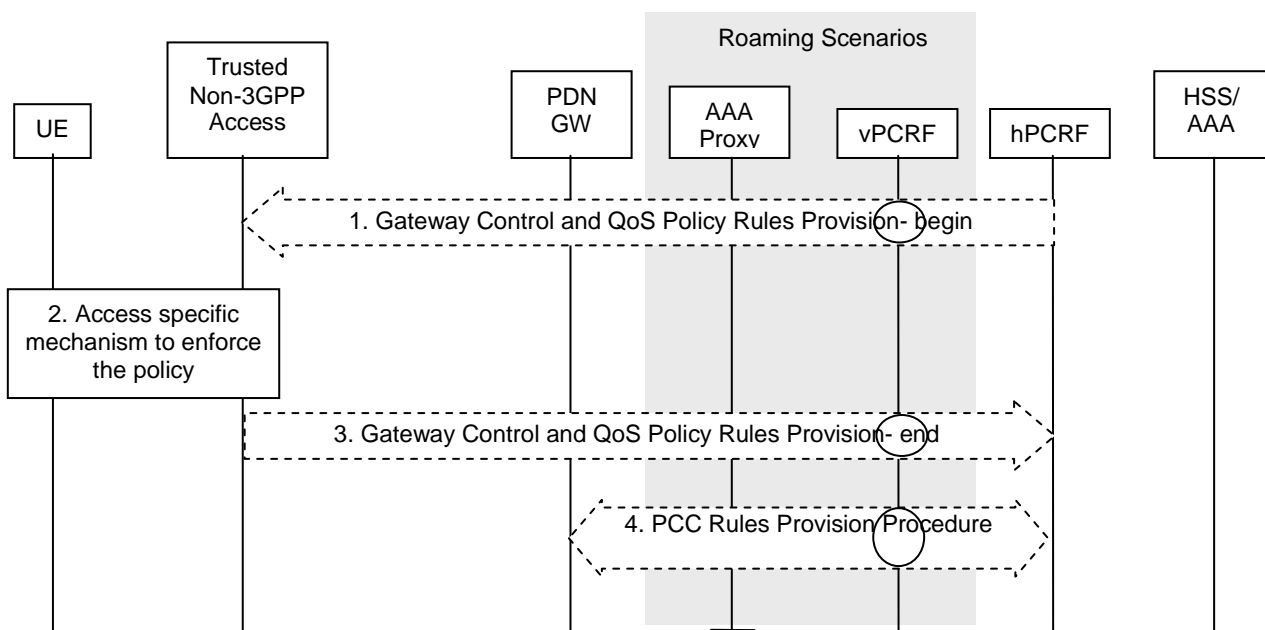 Roaming Scenarios
UE
Trusted
Non-3GPP
Access
PDN
GW
AAA
Proxv
vPCRF
hPCRF
HSS/
AAA
1. Gateway Control and QoS Policy Rules Provision- begin
2. Access specific
mechanism to enforce
the policy
3. Gateway Control and QoS Policy Rules Provision- end
4. PCC Rules Provision Procedure